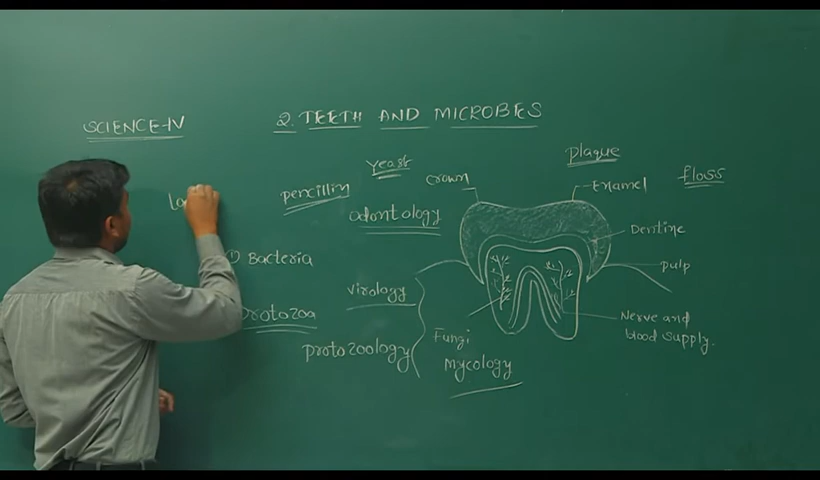 SCIENCE-IV
2. TEETH AND MICROBES
Yeast
plaque
crown
Enamel
floss
pencillin
odontology
Dentine
① Bacteria
pulp
virology
protozoa
Nerve and
blood supply.
Fungi
protozoology
mycology